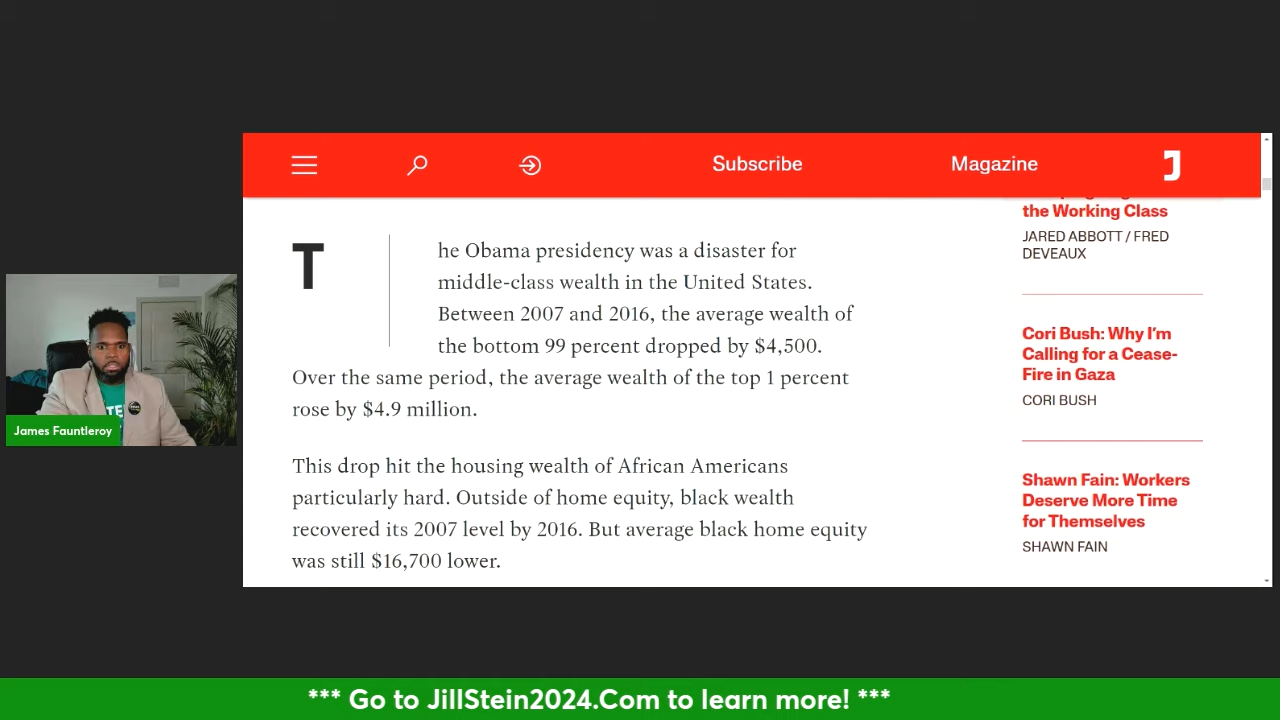 Subscribe
Magazine
J
The Obama presidency was a disaster for
middle-class wealth in the United States.
Between 2007 and 2016, the average wealth of
the bottom 99 percent dropped by $4,500.
Over the same period, the average wealth of the top 1 percent
rose by $4.9 million.
This drop hit the housing wealth of African Americans
particularly hard. Outside of home equity, black wealth
recovered its 2007 level by 2016. But average black home equity
was still $16,700 lower.
the Working Class
JARED ABBOTT / FRED
DEVEAUX
Cori Bush: Why I'm
Calling for a Cease-
Fire in Gaza
CORI BUSH
Shawn Fain: Workers
Deserve More Time
for Themselves
SHAWN FAIN
James Fauntleroy
*** Go to JillStein2024.Com to learn more! ***